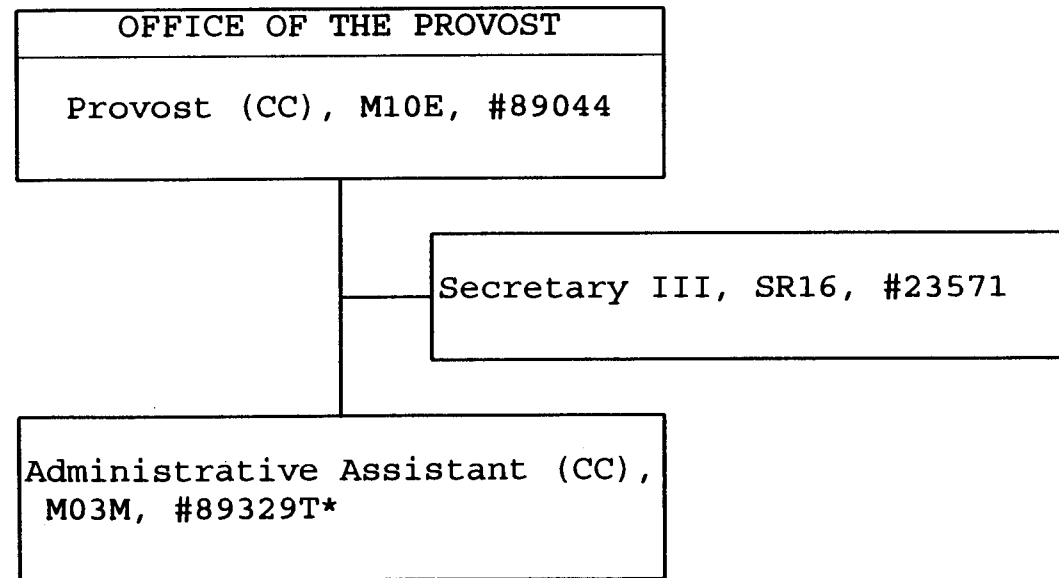 OFFICE OF THE PROVOST
Provost (CC), M10E, #89044
Secretary III, SR16, #23571
Administrative Assistant (CC),
M03M, #89329T*